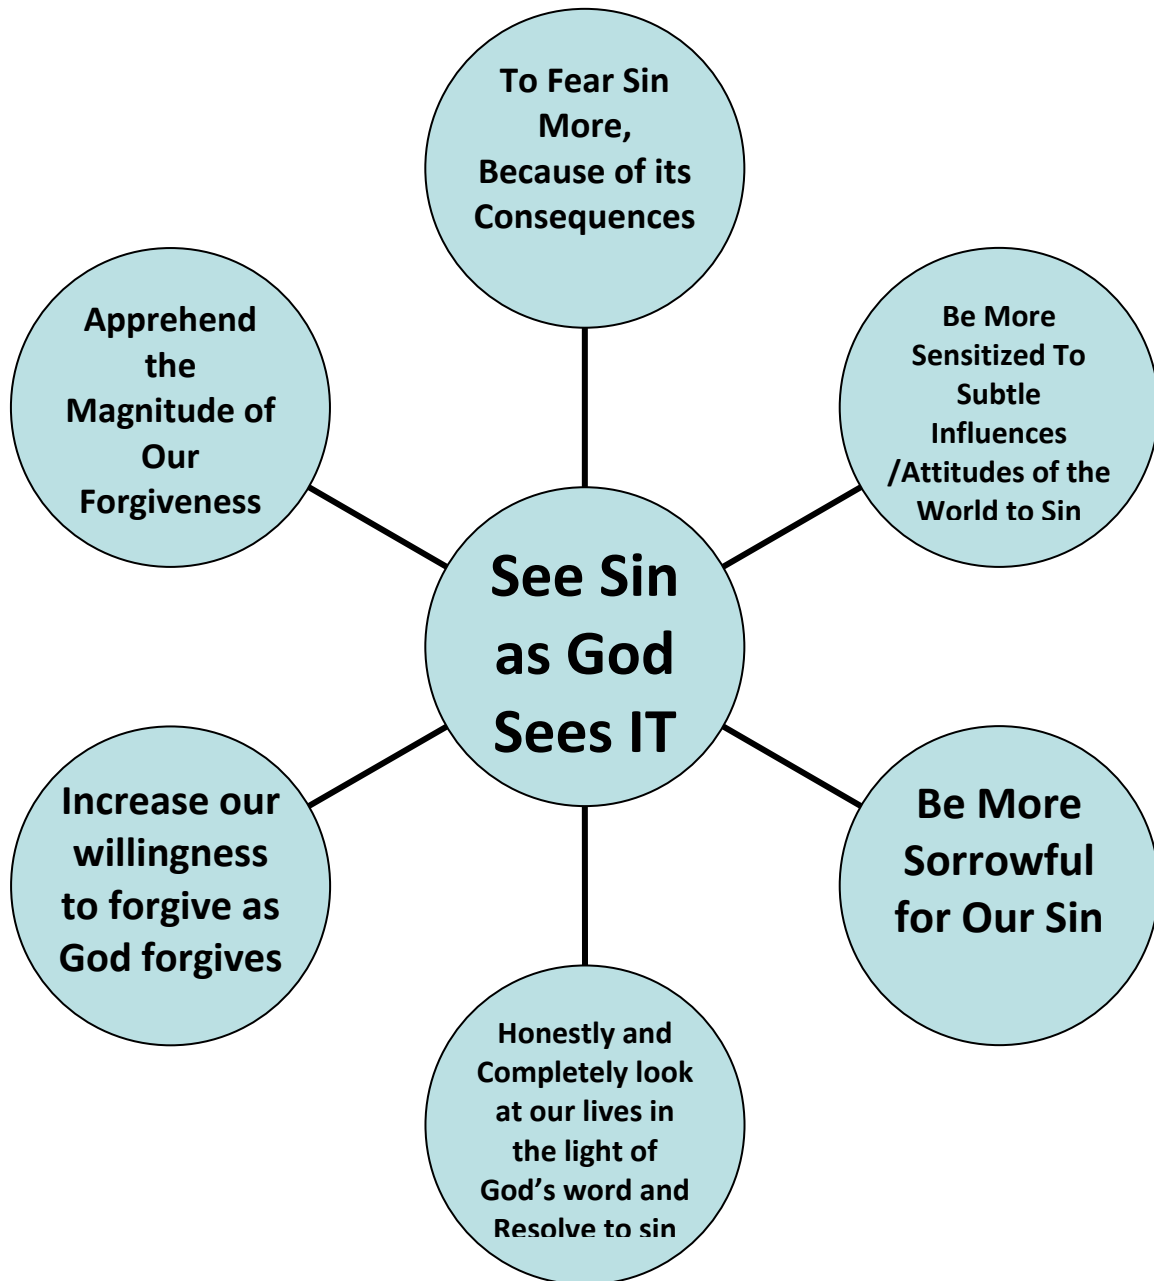 To Fear Sin
More,
Because of its
Consequences
Be More
Sensitized To
Subtle
Influences
/Attitudes of the
World to Sin
Be More
Sorrowful
for Our Sin
Honestly and
Completely look
at our lives in
the light of
God’s word and
Resolve to sin
Increase our
willingness
to forgive as
God forgives
Apprehend
the
Magnitude of
Our
Forgiveness
See Sin
as God
Sees IT